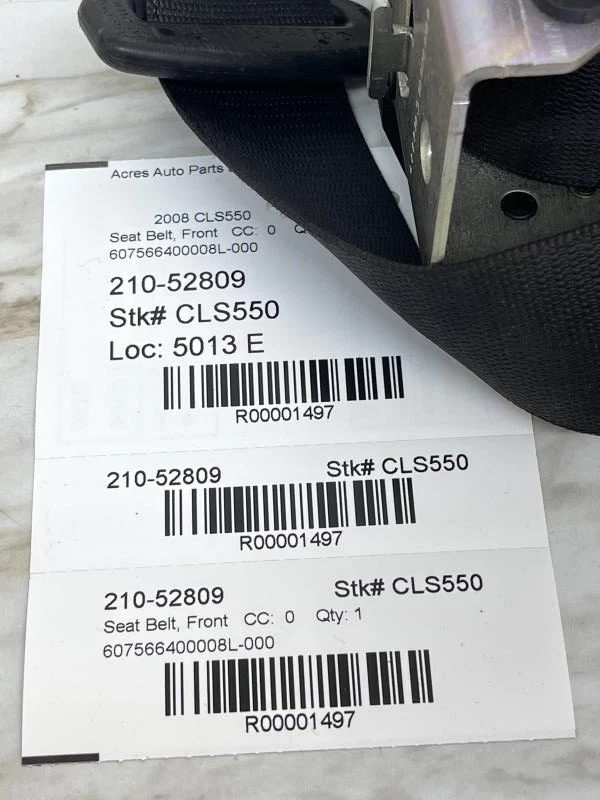 Acres Auto Parts
2008 CLS550
Seat Belt, Front CC: 0
607566400008L-000
210-52809
Stk# CLS550
Loc: 5013 E
R00001497
210-52809 Stk# CLS550
R00001497
210-52809 Stk# CLS550
Seat Belt, Front CC: 0 Qty: 1
607566400008L-000
R00001497